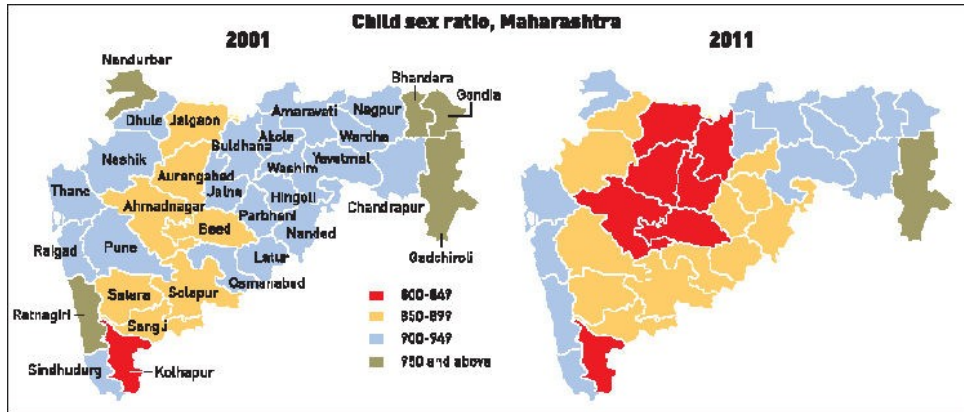 Child sex ratio, Maharashtra
2001
2011
Nandurbar
Bhandara
Gondia
Dhule
Jalgaon
Amaravati
Nagpur
Akola
Buldhana
Wardha
Nashik
Washim
Yavatmal
Aurangabad
Jalna
Hingoli
Thane
Ahmadnagar
Parbhani
Chandrapur
Beed
Nanded
Raigad
Pune
Latur
Gadchiroli
Osmanabad
Satara
Solapur
Ratnagiri
Sangli
Sindhudurg
Kolhapur
800-849
850-899
900-949
950 and above